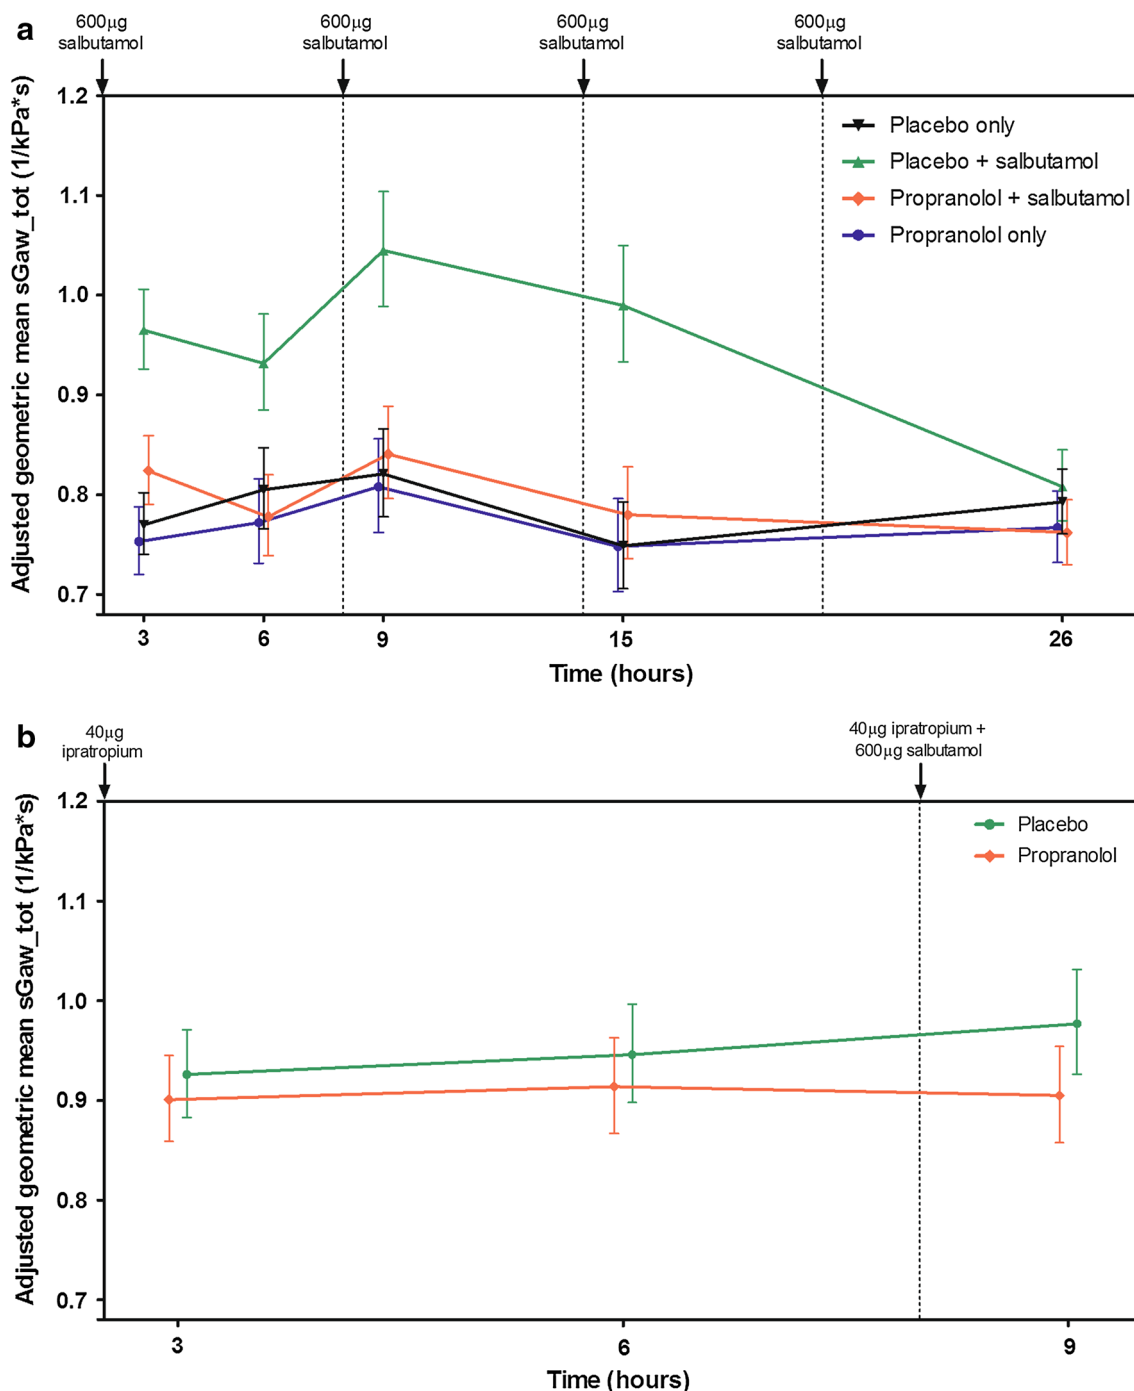 a
600µg
salbutamol
600µg
salbutamol
600µg
salbutamol
600µg
salbutamol
Adjusted geometric mean sGaw_tot (1/kPa*s)
1.2
1.1
1.0
0.9
0.8
0.7
Placebo only
Placebo + salbutamol
Propranolol + salbutamol
Propranolol only
3
6
9
15
26
Time (hours)
b
40µg
ipratropium
40µg ipratropium +
600µg salbutamol
Adjusted geometric mean sGaw_tot (1/kPa*s)
1.2
1.1
1.0
0.9
0.8
0.7
Placebo
Propranolol
3
6
9
Time (hours)